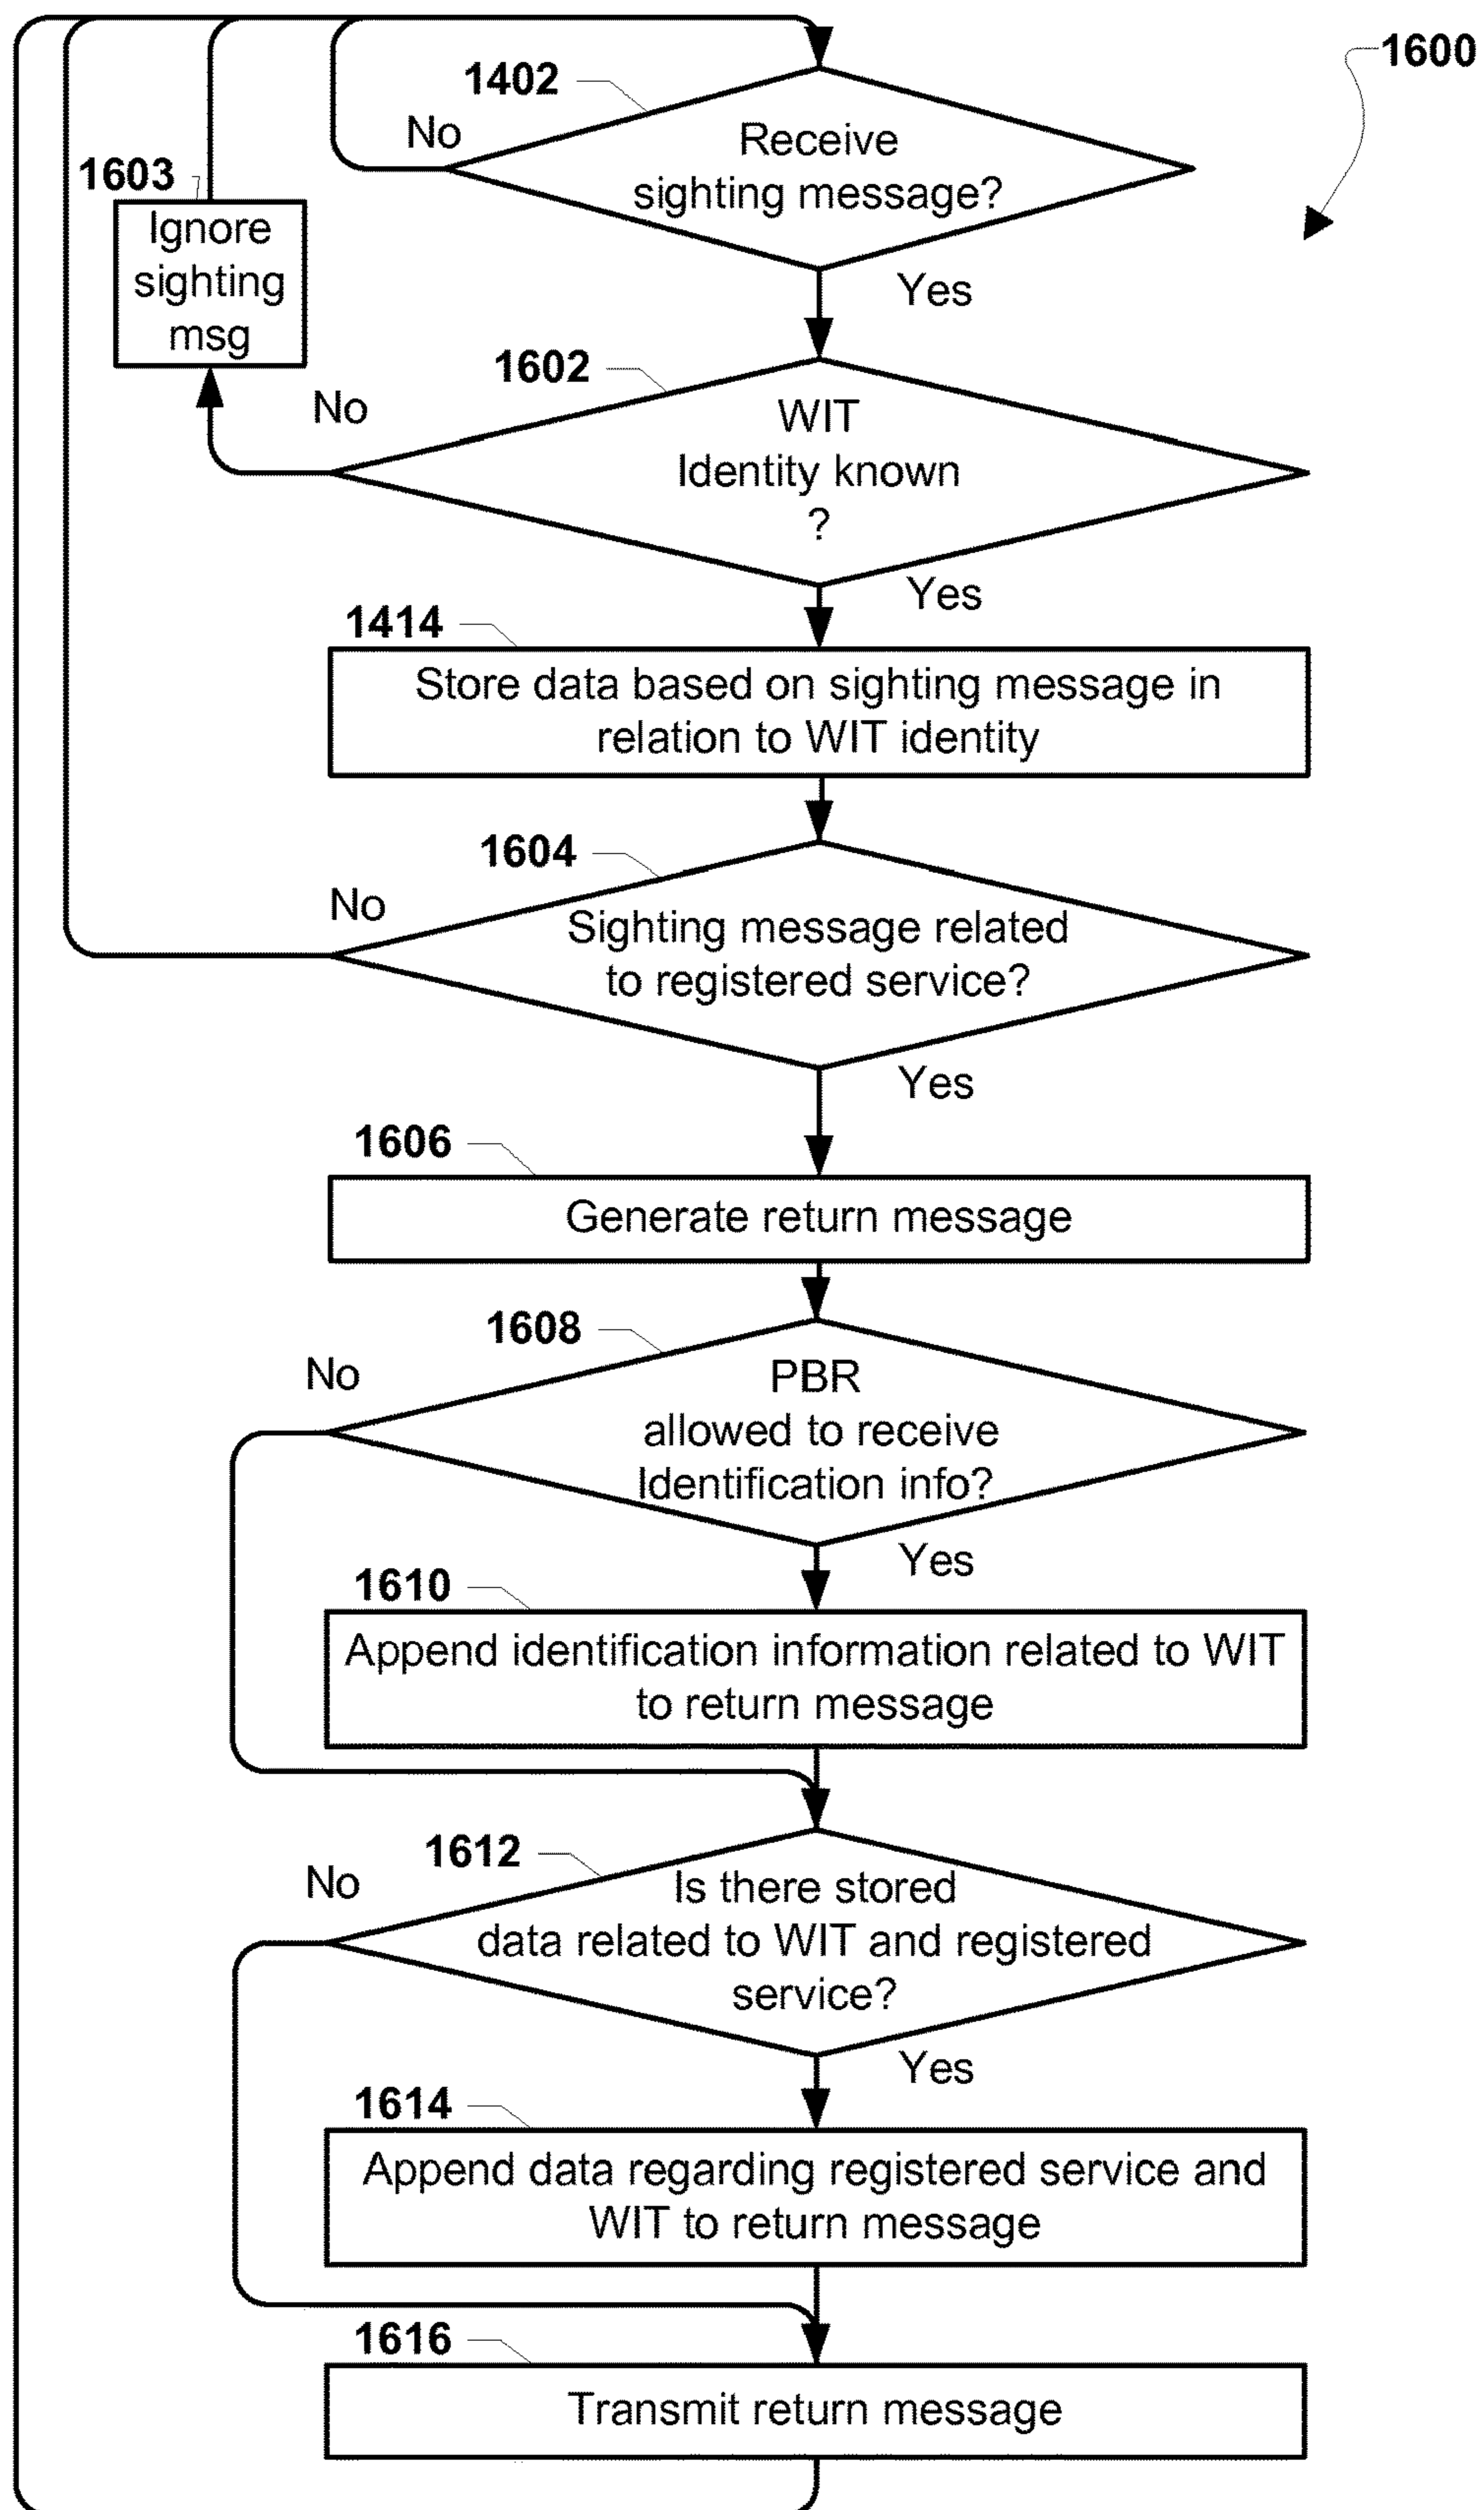 1600
1402
No
Receive
sighting message?
1603
Ignore
sighting
msg
Yes
1602
No
WIT
Identity known
?
Yes
1414
Store data based on sighting message in
relation to WIT identity
1604
No
Sighting message related
to registered service?
Yes
1606
Generate return message
1608
No
PBR
allowed to receive
Identification info?
Yes
1610
Append identification information related to WIT
to return message
1612
No
Is there stored
data related to WIT and registered
service?
Yes
1614
Append data regarding registered service and
WIT to return message
1616
Transmit return message